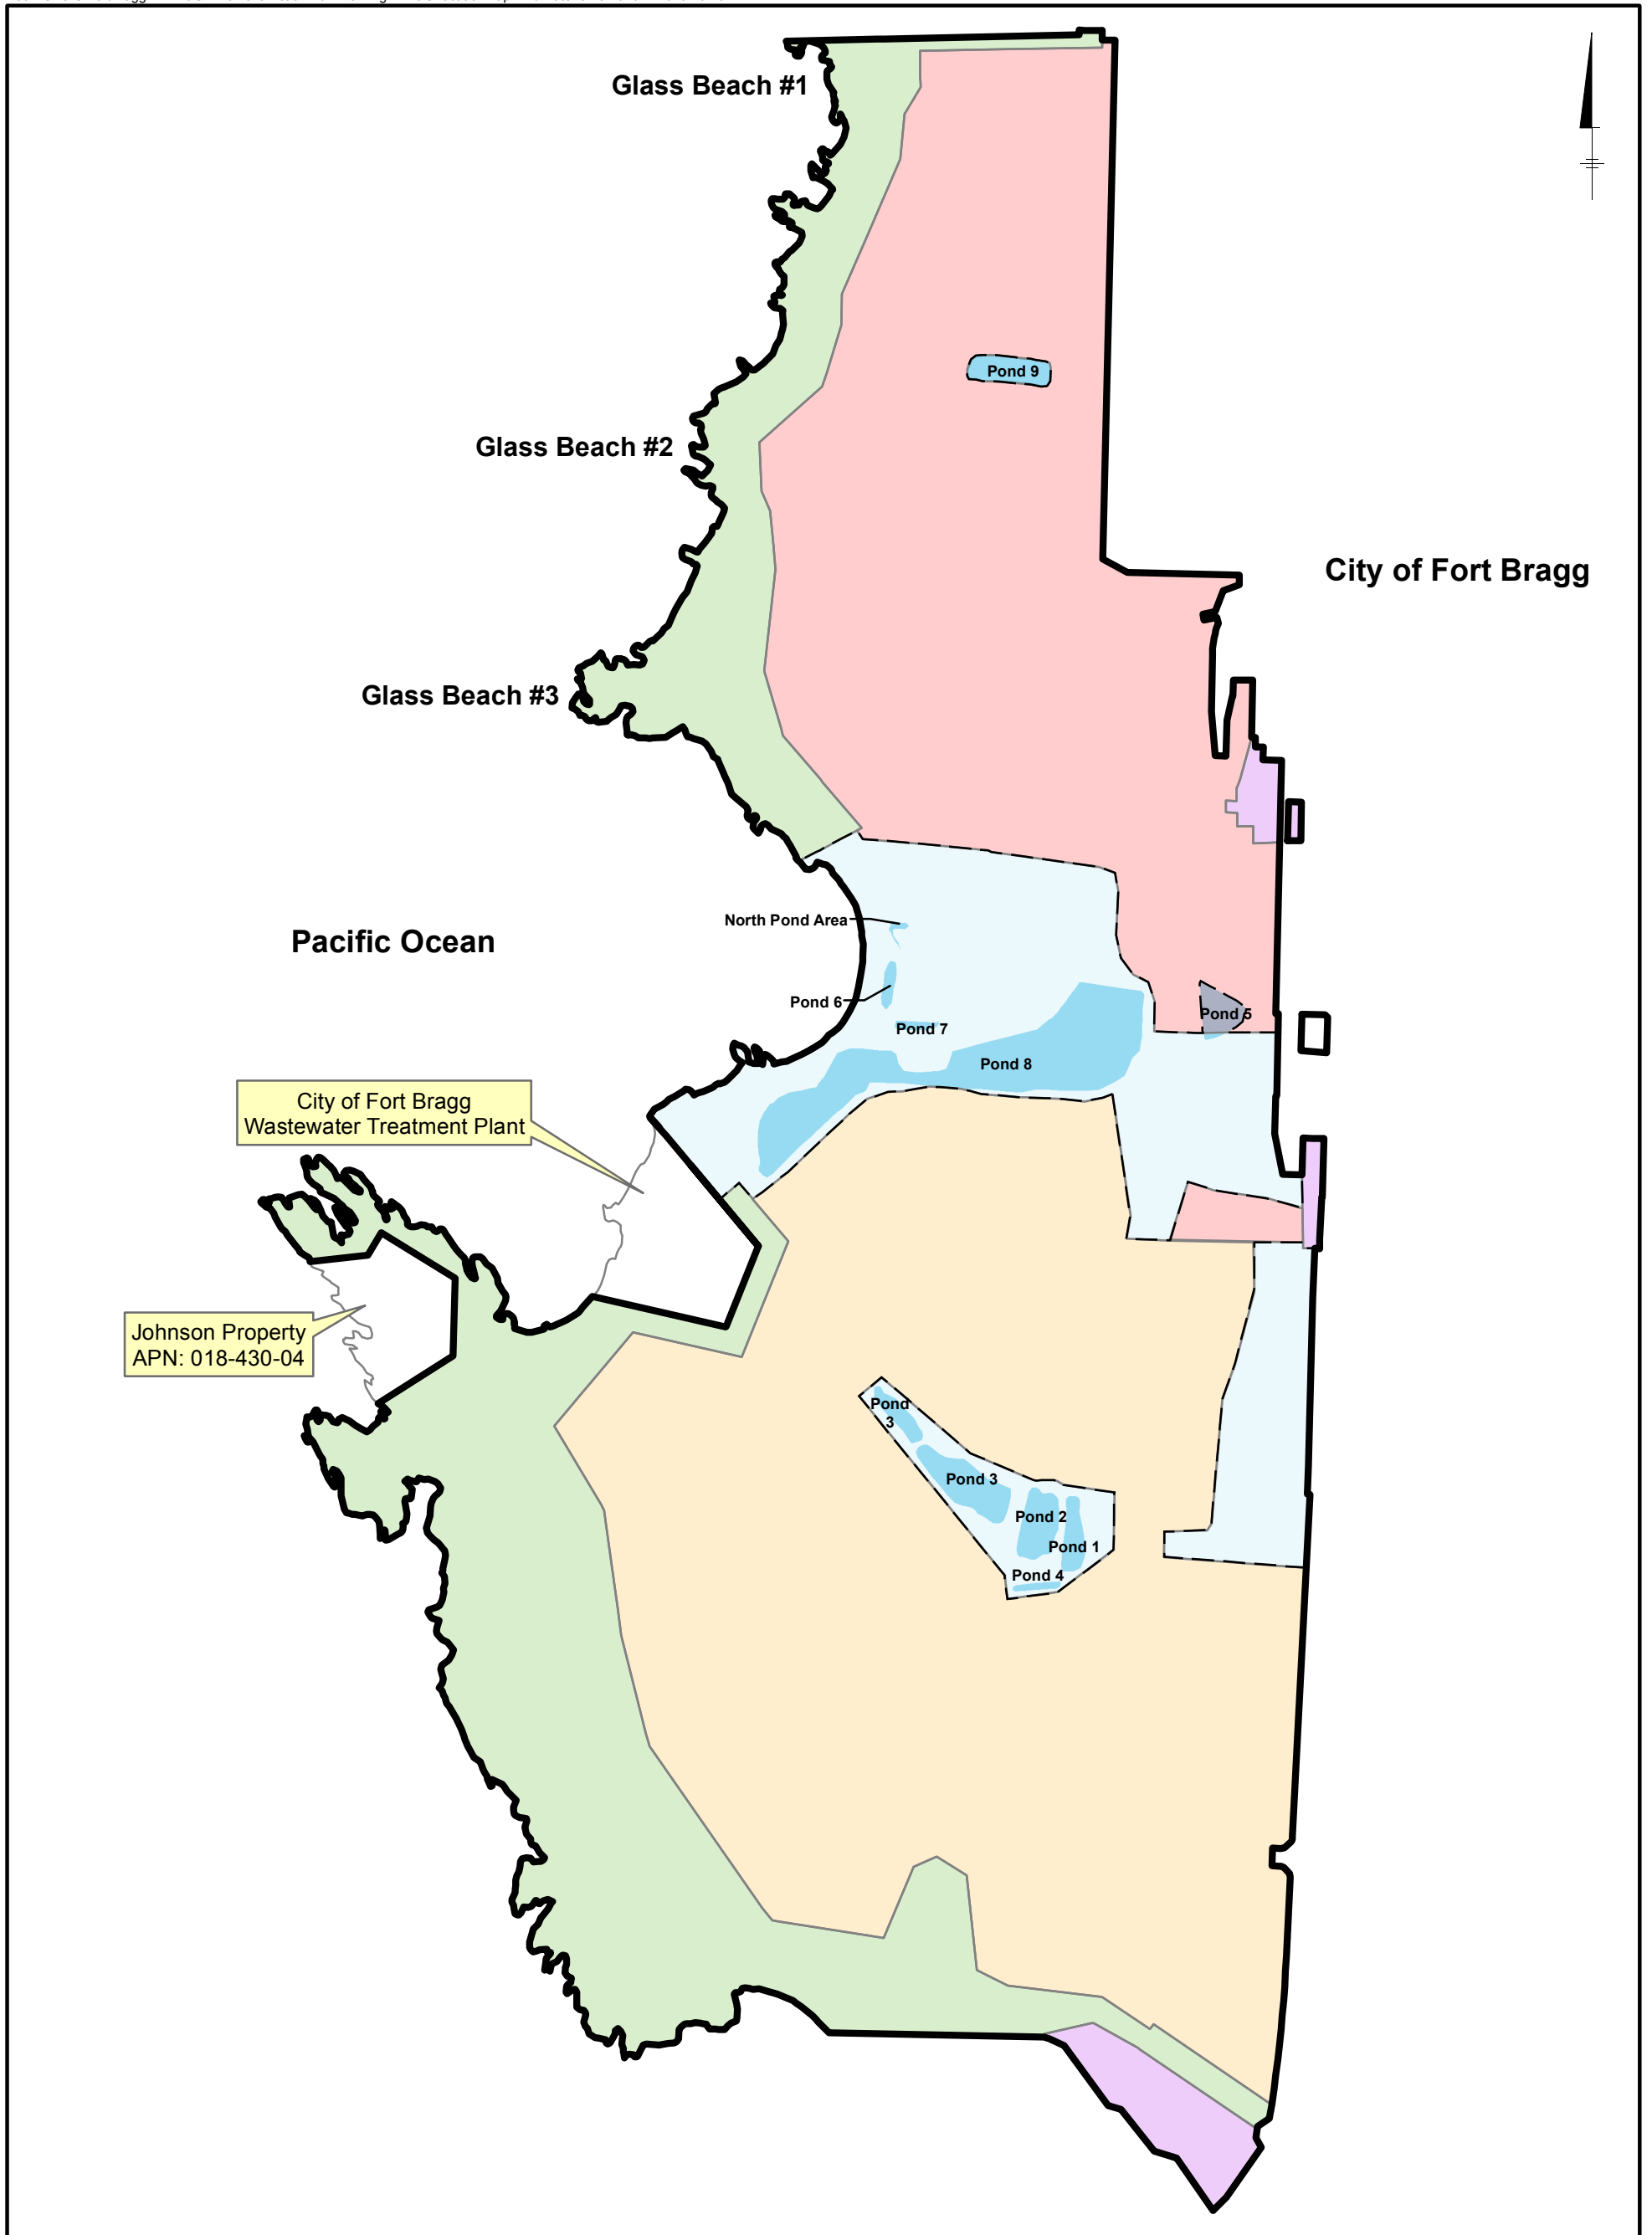 Glass Beach #1
Pond 9
Glass Beach #2
City of Fort Bragg
Glass Beach #3
North Pond Area
Pacific Ocean
Pond 6
Pond 5
Pond 7
Pond 8
City of Fort Bragg
Wastewater Treatment Plant
Johnson Property
APN: 018-430-04
Pond
3
Pond 3
Pond 2
Pond 1
Pond 4